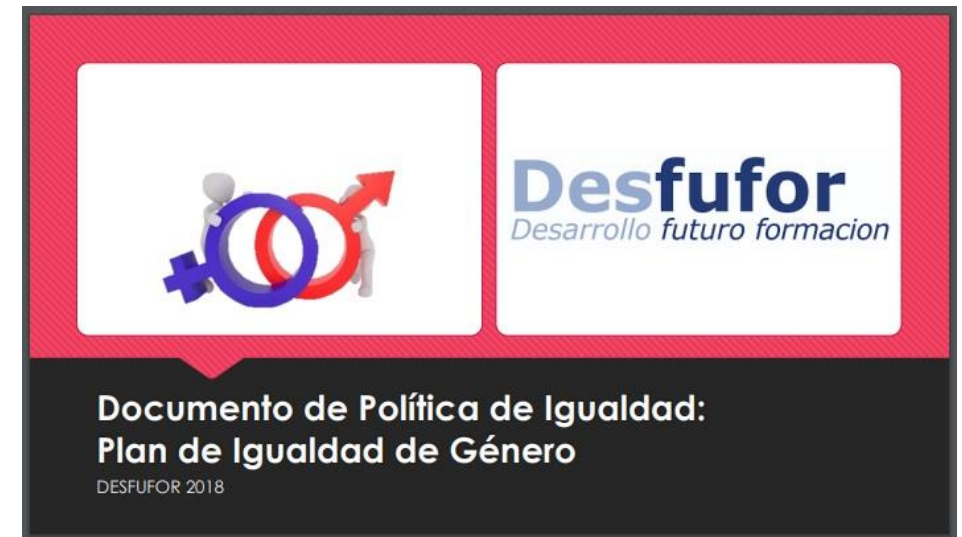 Desfufor
Desarrollo futuro formacion
Documento de Política de Igualdad:
Plan de Igualdad de Género
DESFUFOR 2018